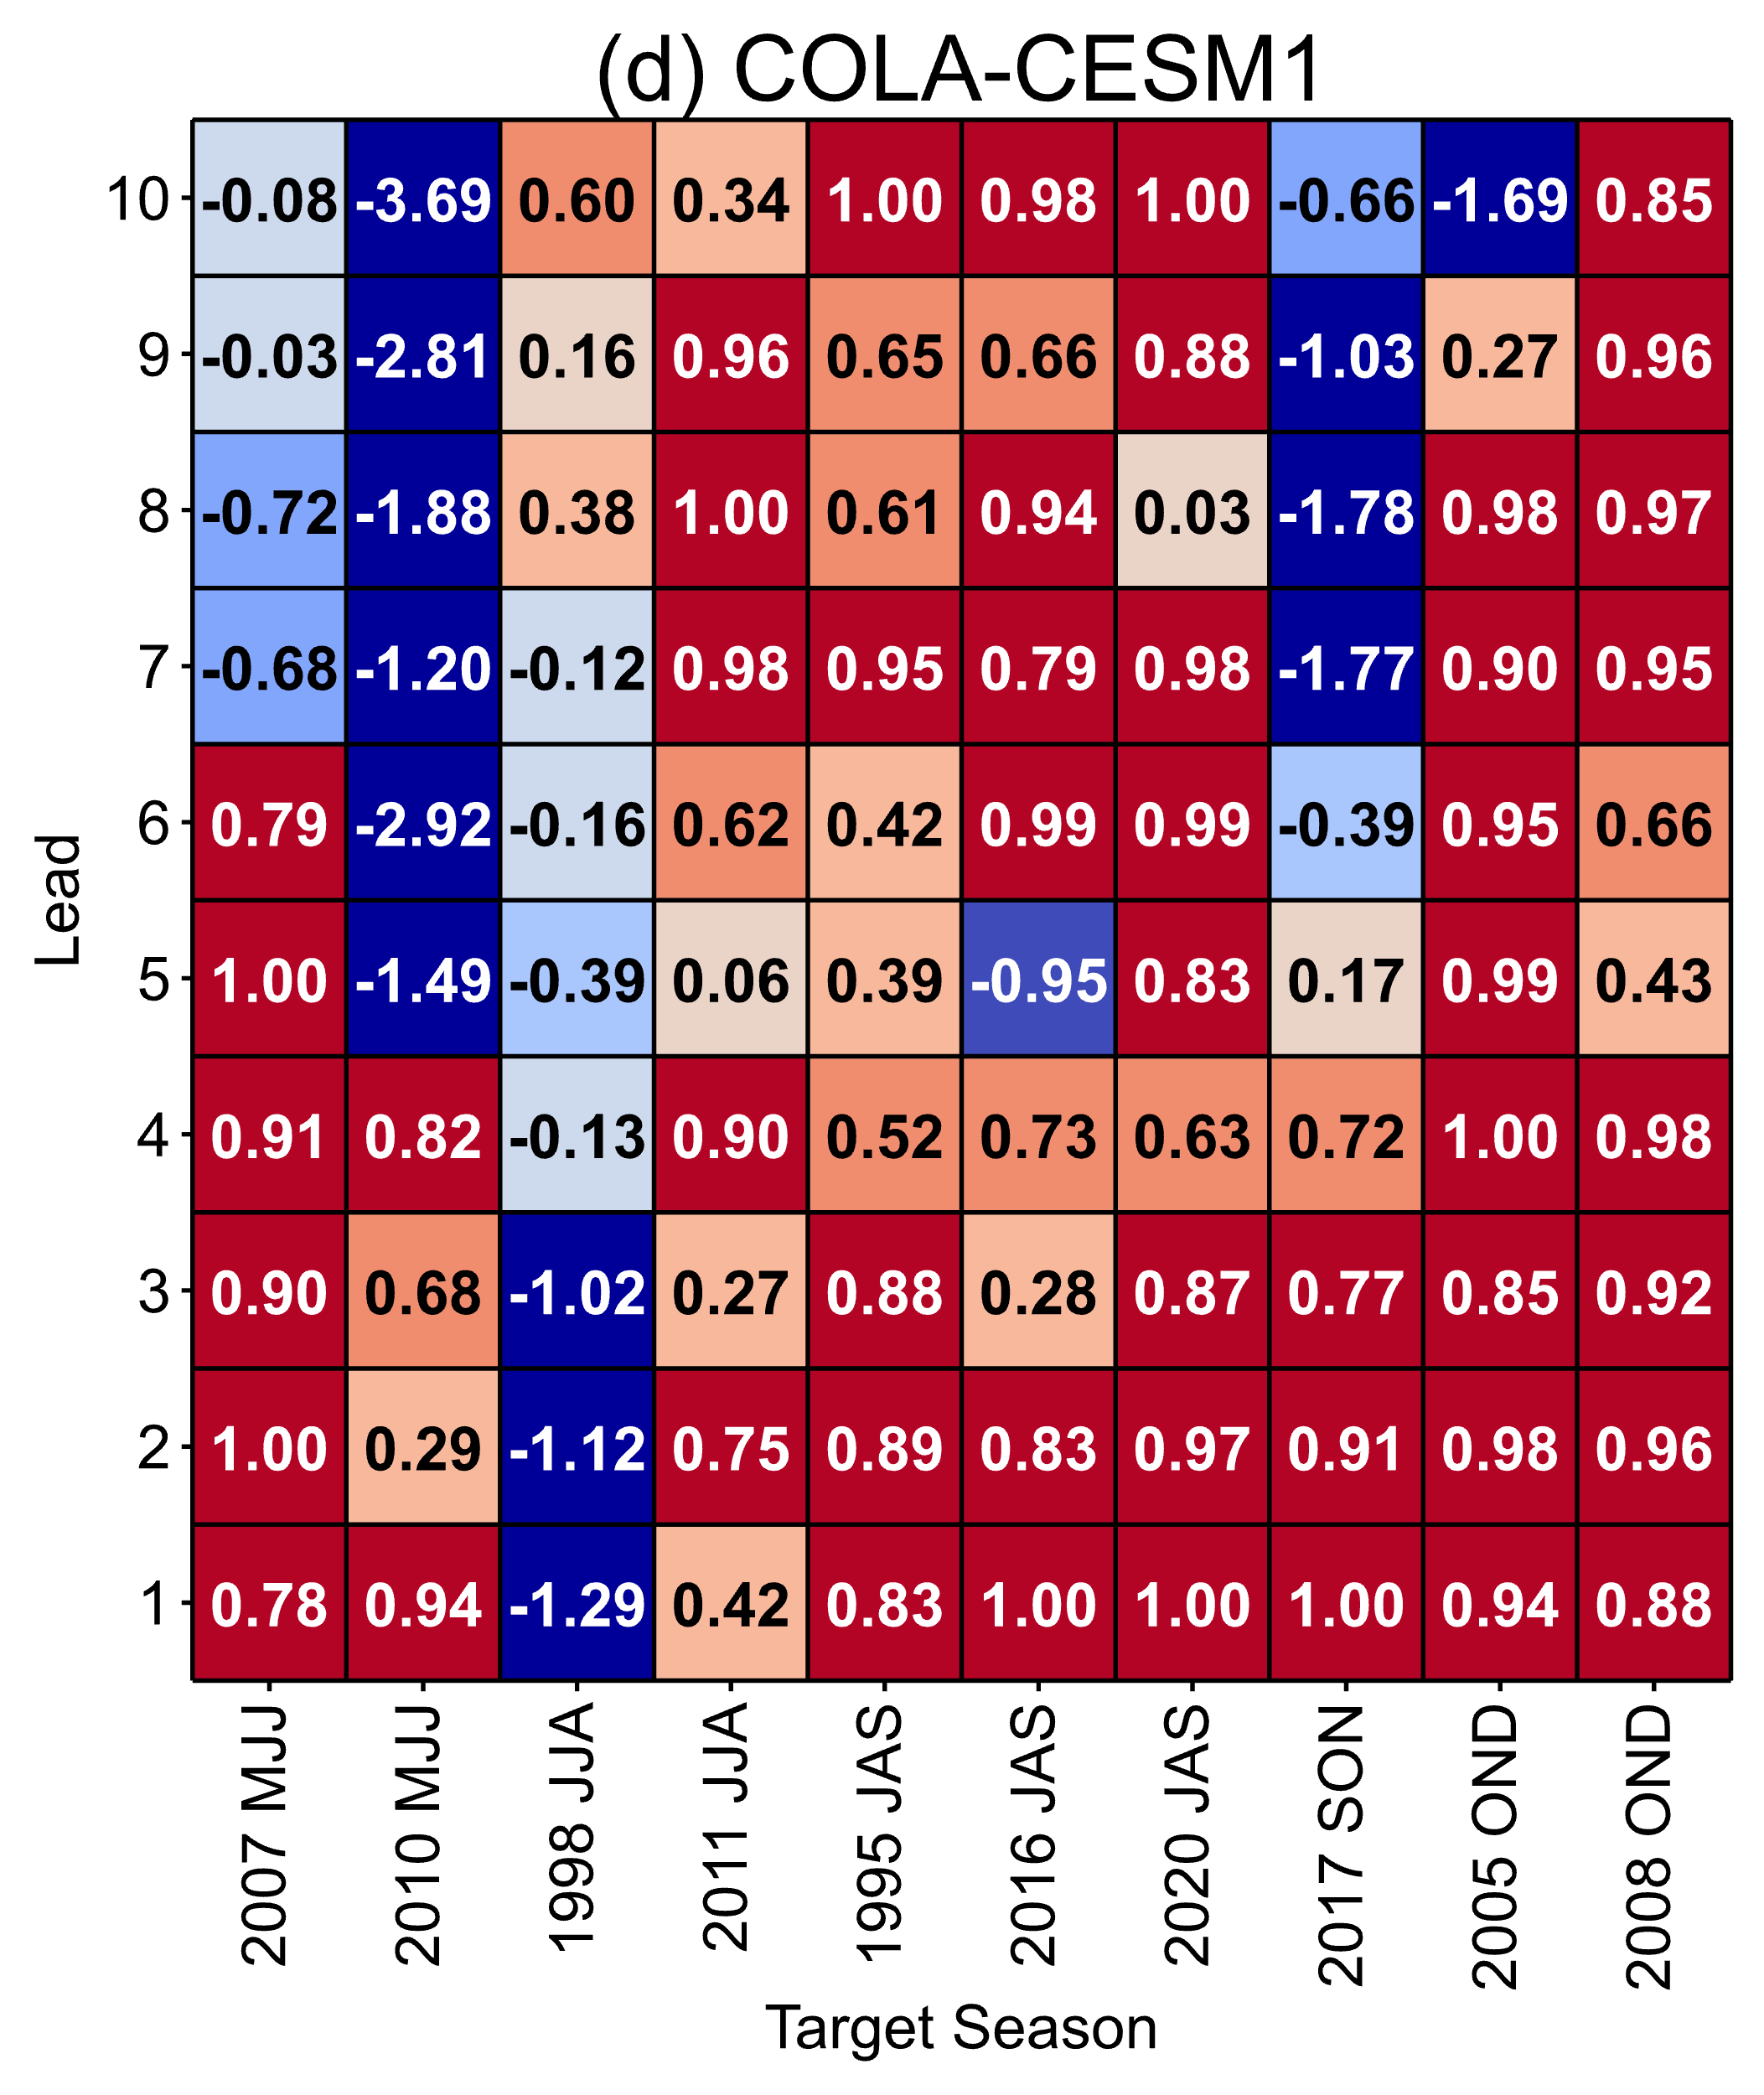 (d) COLA-CESM1
10 -0.08 -3.69 0.60 0.34 1.00 0.98 1.00 -0.66 -1.69 0.85
9 -0.03 -2.81 0.16 0.96 0.65 0.66 0.88 -1.03 0.27 0.96
8 -0.72 -1.88 0.38 1.00 0.61 0.94 0.03 -1.78 0.98 0.97
7 -0.68 -1.20 -0.12 0.98 0.95 0.79 0.98 -1.77 0.90 0.95
6 0.79 -2.92 -0.16 0.62 0.42 0.99 0.99 -0.39 0.95 0.66
5 1.00 -1.49 -0.39 0.06 0.39 -0.95 0.83 0.17 0.99 0.43
4 0.91 0.82 -0.13 0.90 0.52 0.73 0.63 0.72 1.00 0.98
3 0.90 0.68 -1.02 0.27 0.88 0.28 0.87 0.77 0.85 0.92
2 1.00 0.29 -1.12 0.75 0.89 0.83 0.97 0.91 0.98 0.96
1 0.78 0.94 -1.29 0.42 0.83 1.00 1.00 1.00 0.94 0.88
Lead
2007 MJJ
2010 MJJ
1998 JJA
2011 JJA
1995 JAS
2016 JAS
2020 JAS
2017 SON
2005 OND
2008 OND
Target Season